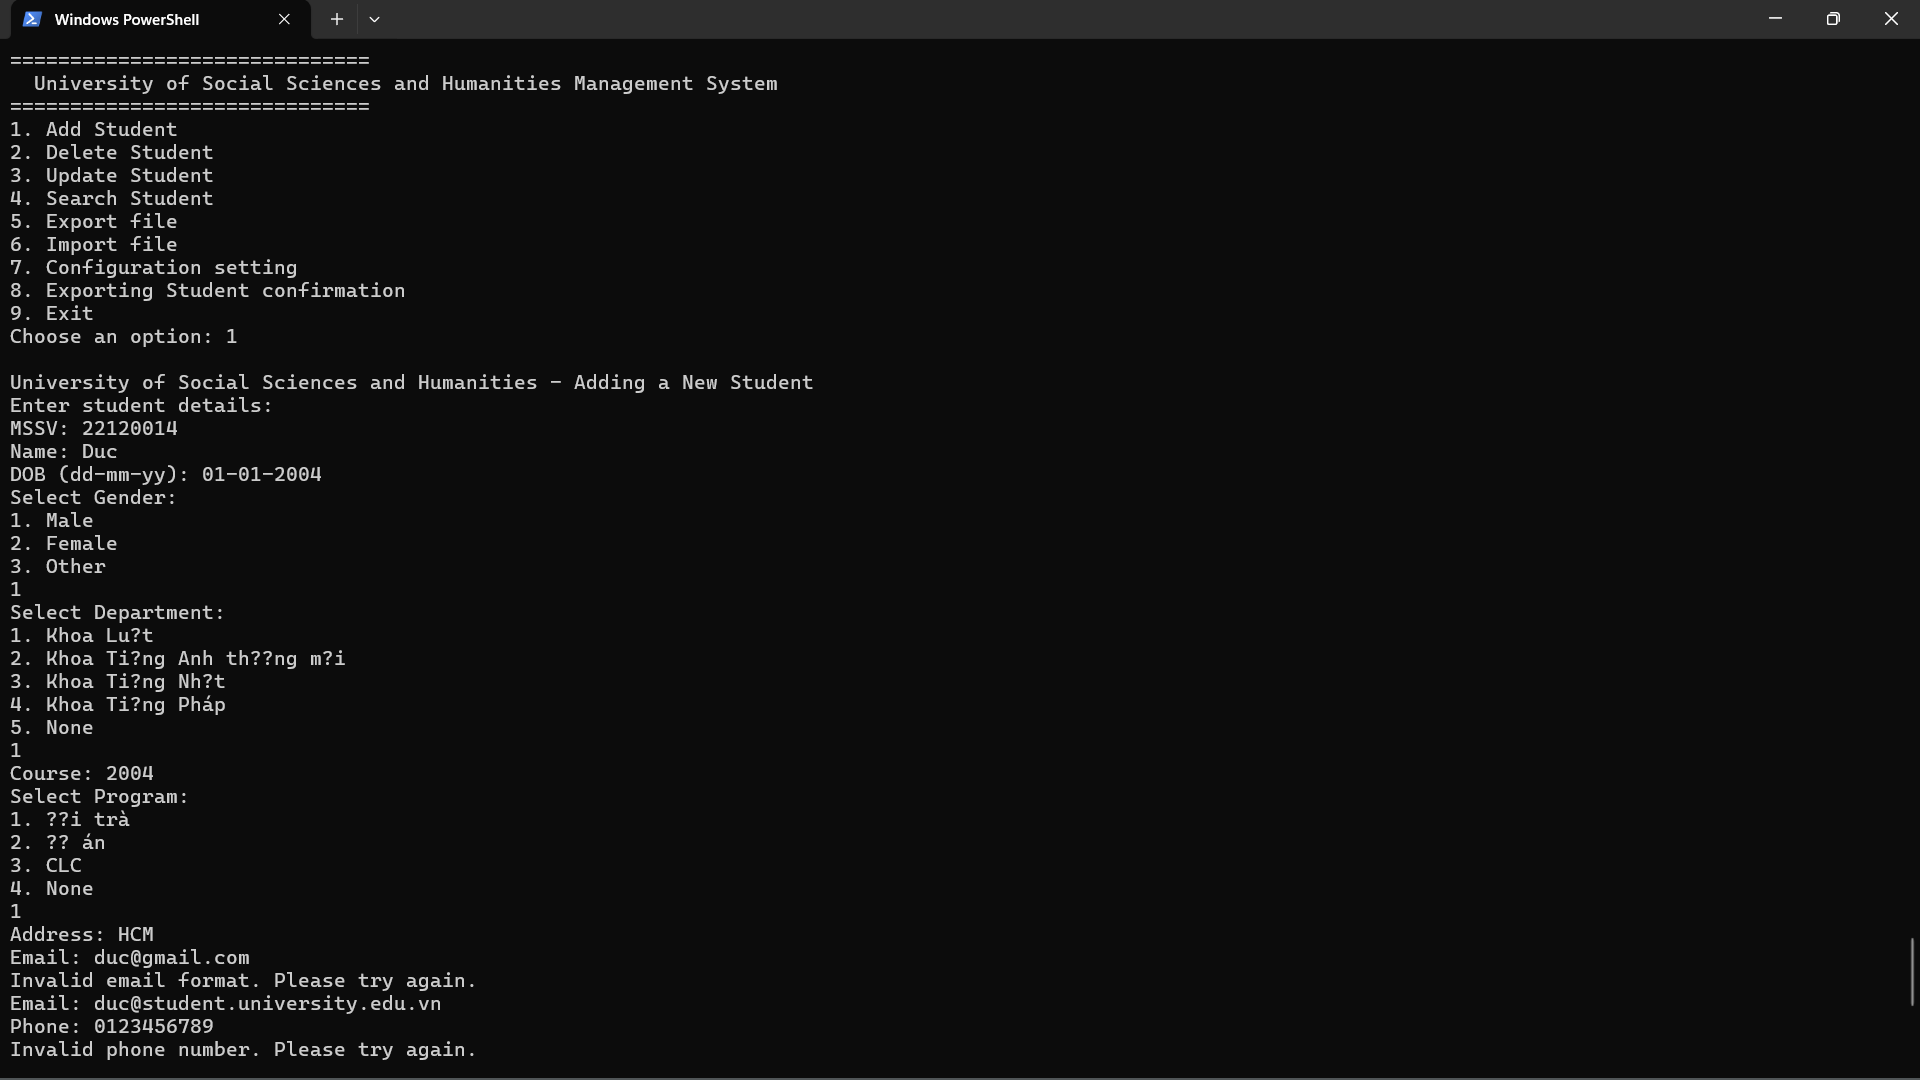 Windows PowerShell
==============================
  University of Social Sciences and Humanities Management System
==============================
1. Add Student
2. Delete Student
3. Update Student
4. Search Student
5. Export file
6. Import file
7. Configuration setting
8. Exporting Student confirmation
9. Exit
Choose an option: 1

University of Social Sciences and Humanities - Adding a New Student
Enter student details:
MSSV: 22120014
Name: Duc
DOB (dd-mm-yy): 01-01-2004
Select Gender:
1. Male
2. Female
3. Other
1
Select Department:
1. Khoa Lu?t
2. Khoa Ti?ng Anh th??ng m?i
3. Khoa Ti?ng Nh?t
4. Khoa Ti?ng Pháp
5. None
1
Course: 2004
Select Program:
1. ??i trà
2. ?? án
3. CLC
4. None
1
Address: HCM
Email: duc@gmail.com
Invalid email format. Please try again.
Email: duc@student.university.edu.vn
Phone: 0123456789
Invalid phone number. Please try again.